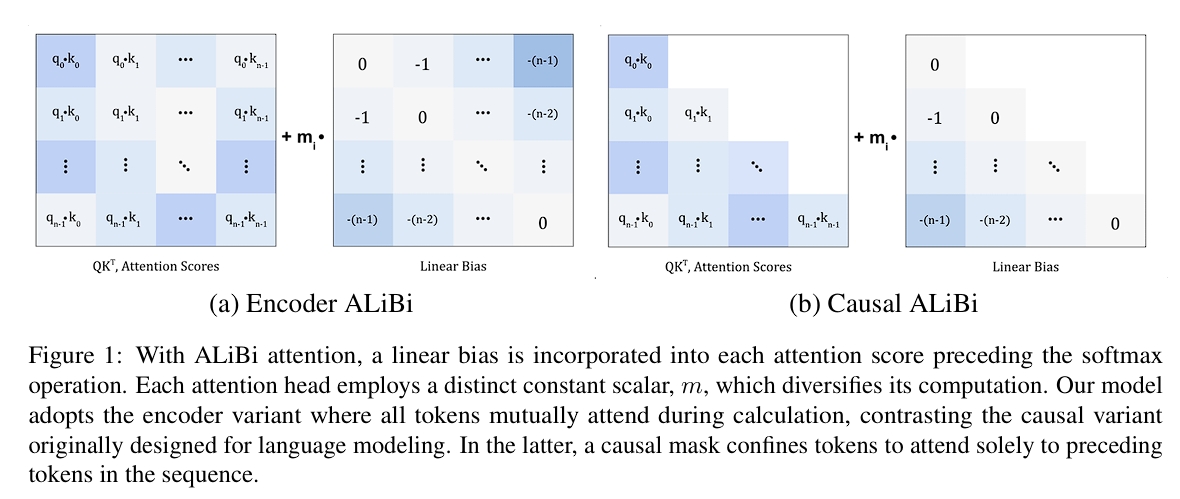 q₀•k₀ q₀•k₁ ••• q₀•kₙ₋₁
q₁•k₀ q₁•k₁ ••• q₁•kₙ₋₁
⋮ ⋮ ⋱ ⋮
qₙ₋₁•k₀ qₙ₋₁•k₁ ••• qₙ₋₁•kₙ₋₁
QKᵀ, Attention Scores
+ mᵢ•
0 -1 ••• -(n-1)
-1 0 ••• -(n-2)
⋮ ⋮ ⋱ ⋮
-(n-1) -(n-2) ••• 0
Linear Bias
(a) Encoder ALiBi
q₀•k₀
q₁•k₀ q₁•k₁
⋮ ⋮ ⋱
qₙ₋₁•k₀ qₙ₋₁•k₁ ••• qₙ₋₁•kₙ₋₁
QKᵀ, Attention Scores
+ mᵢ•
0
-1 0
⋮ ⋮ ⋱
-(n-1) -(n-2) ••• 0
Linear Bias
(b) Causal ALiBi
Figure 1: With ALiBi attention, a linear bias is incorporated into each attention score preceding the softmax
operation. Each attention head employs a distinct constant scalar, m, which diversifies its computation. Our model
adopts the encoder variant where all tokens mutually attend during calculation, contrasting the causal variant
originally designed for language modeling. In the latter, a causal mask confines tokens to attend solely to preceding
tokens in the sequence.